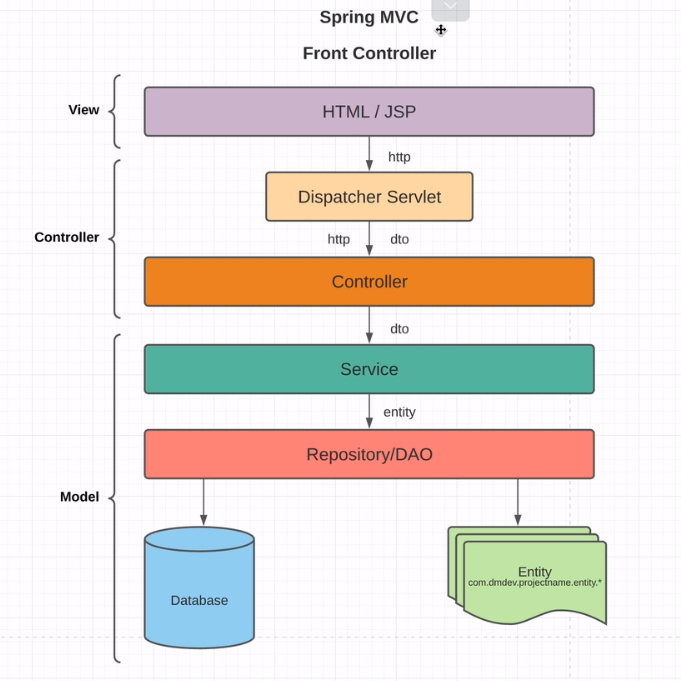 Spring MVC
Front Controller
View
HTML / JSP
http
Dispatcher Servlet
Controller
http
dto
Controller
dto
Service
entity
Repository/DAO
Model
Database
Entity
com.dmdev.projectname.entity.*